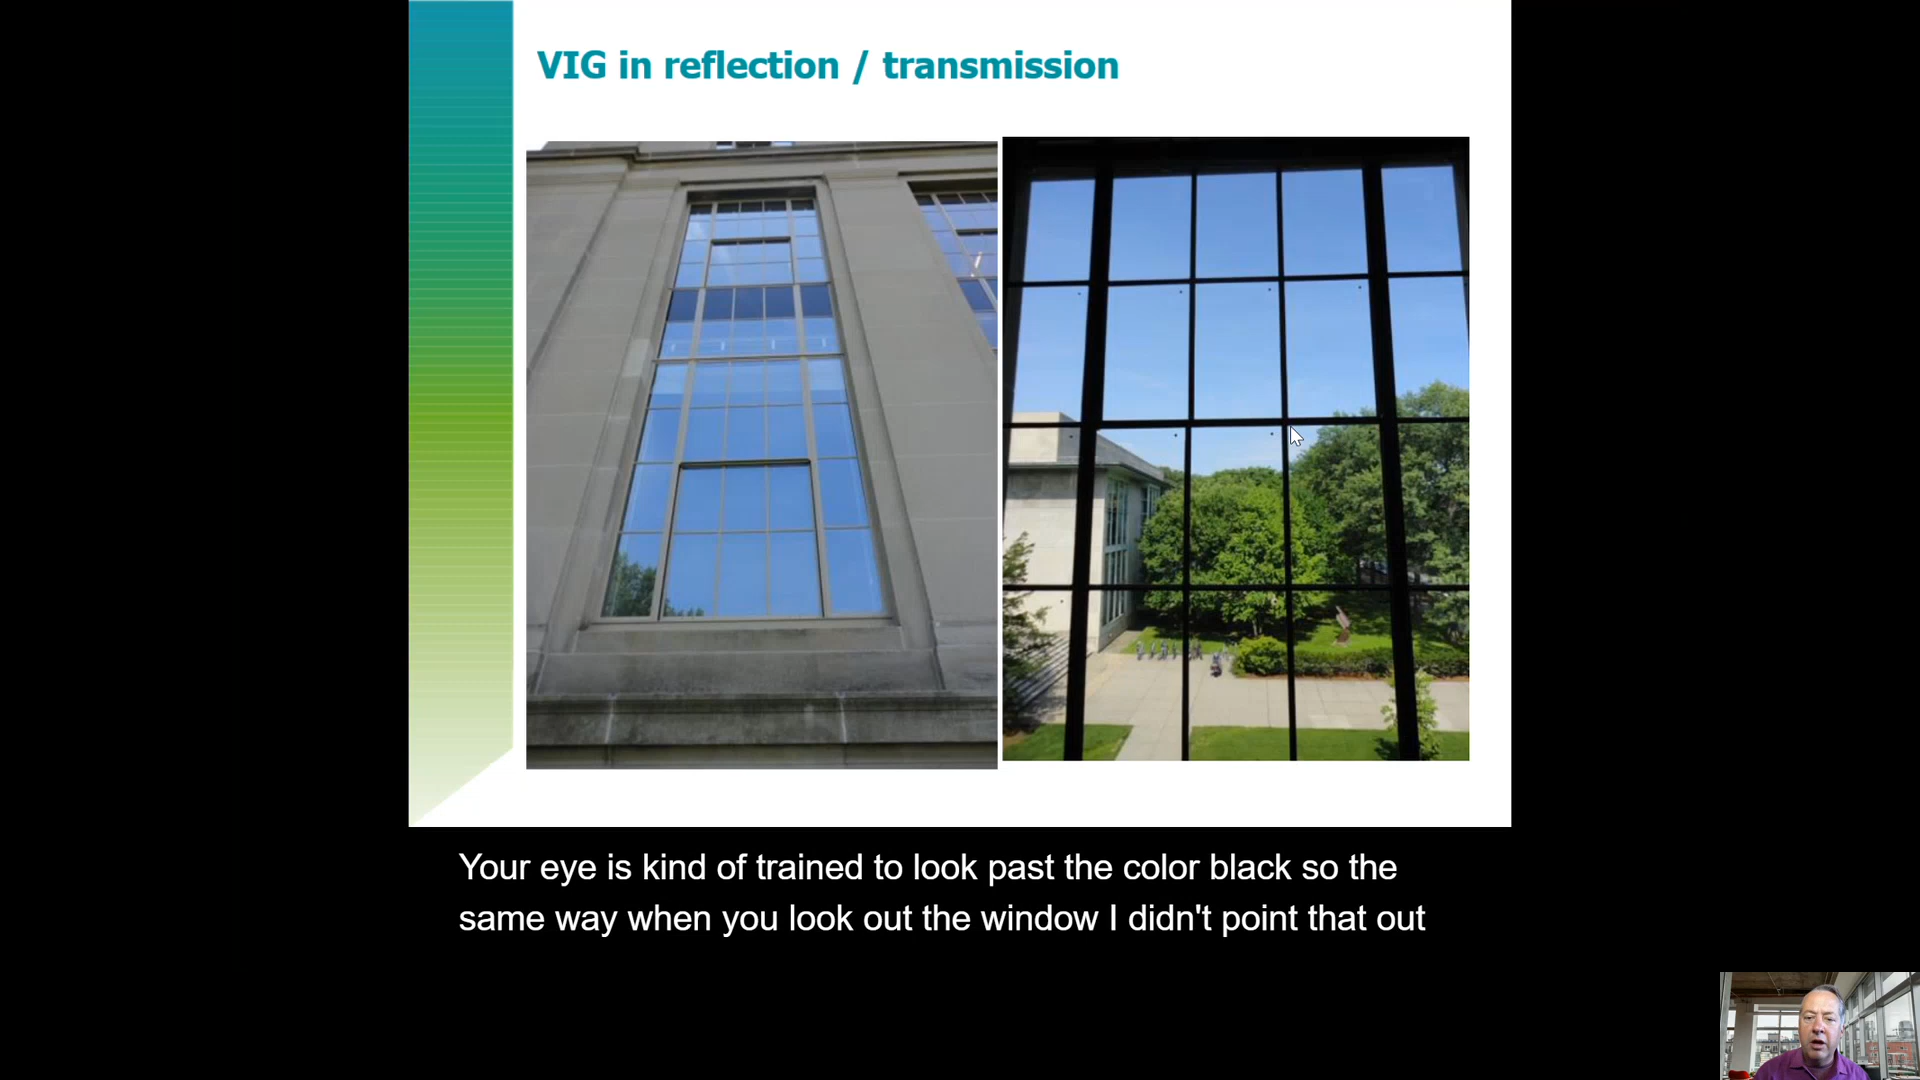 VIG in reflection / transmission
Your eye is kind of trained to look past the color black so the
same way when you look out the window I didn't point that out